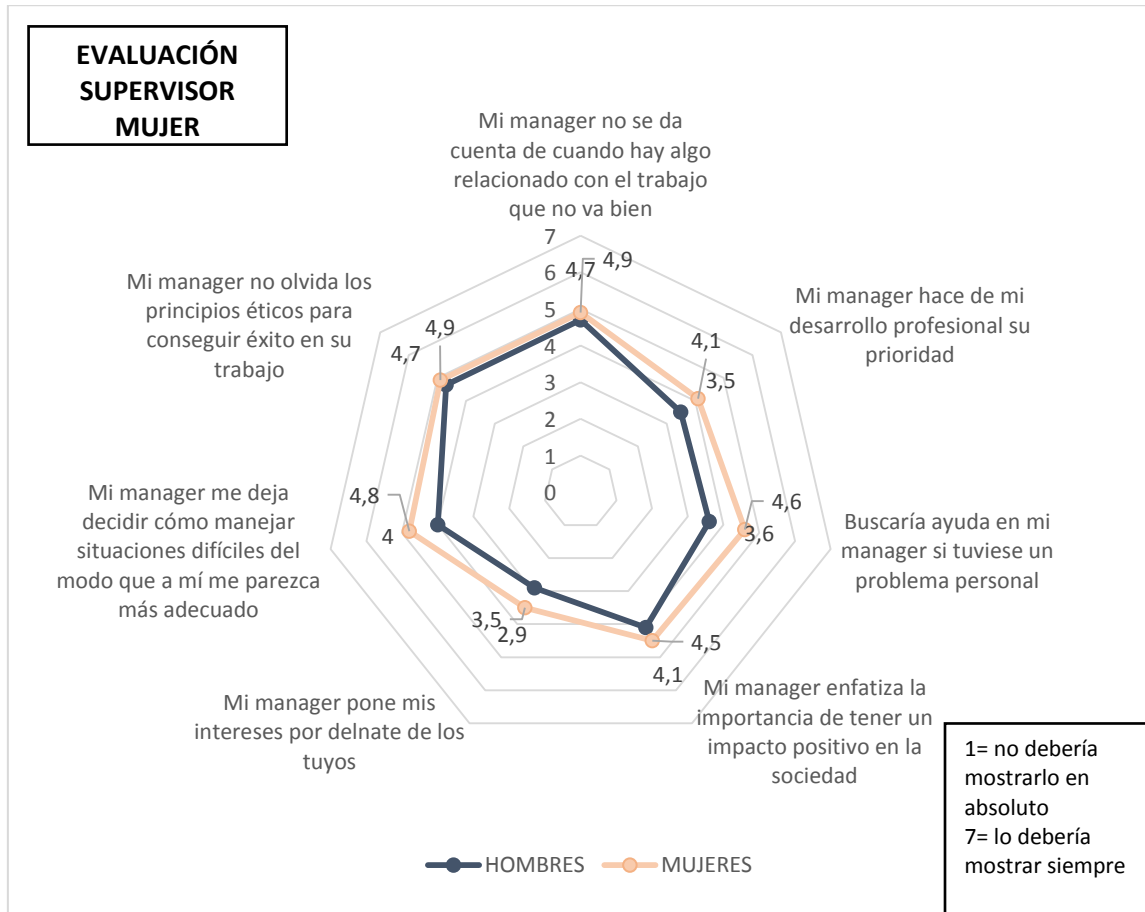 EVALUACIÓN
SUPERVISOR
MUJER
Mi manager no se da
cuenta de cuando hay algo
relacionado con el trabajo
que no va bien
Mi manager hace de mi
desarrollo profesional su
prioridad
Buscaría ayuda en mi
manager si tuviese un
problema personal
Mi manager enfatiza la
importancia de tener un
impacto positivo en la
sociedad
Mi manager pone mis
intereses por delnate de los
tuyos
Mi manager me deja
decidir cómo manejar
situaciones difíciles del
modo que a mí me parezca
más adecuado
Mi manager no olvida los
principios éticos para
conseguir éxito en su
trabajo
7
6
5
4
3
2
1
0
4,7
4,9
4,1
3,5
4,6
3,6
4,5
4,1
3,5
2,9
4,8
4
4,9
4,7
HOMBRES
MUJERES
1= no debería
mostrarlo en
absoluto
7= lo debería
mostrar siempre